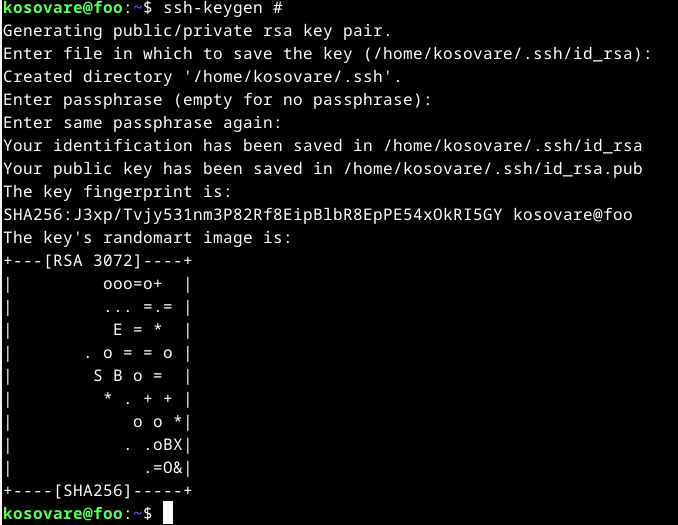 kosovare@foo:~$ ssh-keygen #
Generating public/private rsa key pair.
Enter file in which to save the key (/home/kosovare/.ssh/id_rsa):
Created directory '/home/kosovare/.ssh'.
Enter passphrase (empty for no passphrase):
Enter same passphrase again:
Your identification has been saved in /home/kosovare/.ssh/id_rsa
Your public key has been saved in /home/kosovare/.ssh/id_rsa.pub
The key fingerprint is:
SHA256:J3xp/Tvjy531nm3P82Rf8EipBlbR8EpPE54xOkRI5GY kosovare@foo
The key's randomart image is:
+---[RSA 3072]----+
|         ooo=o+  |
|         ... =.= |
|          E = *  |
|       . o = = o |
|        S B o =  |
|         * . + + |
|            o o *|
|           . .oBX|
|             .=O&|
+----[SHA256]-----+
kosovare@foo:~$